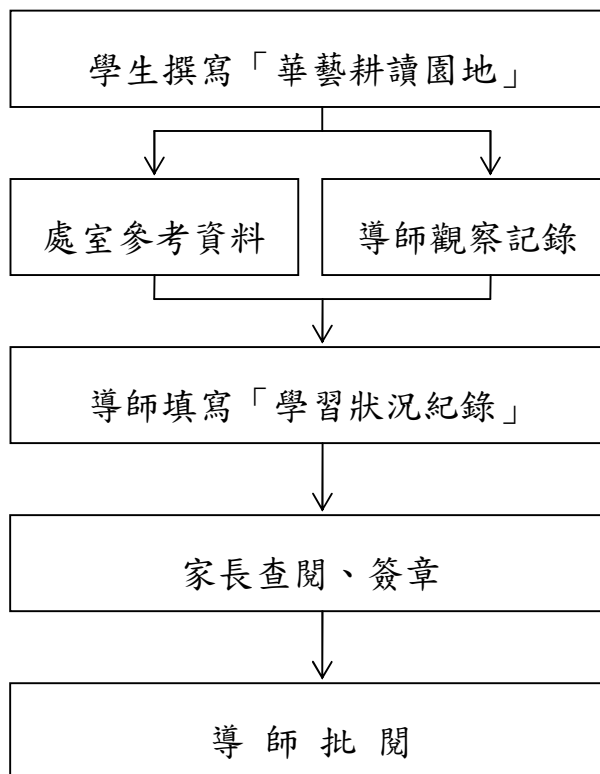 學生撰寫「華藝耕讀園地」
處室參考資料
導師觀察記錄
導師填寫「學習狀況紀錄」
家長查閱、簽章
導 師 批 閱